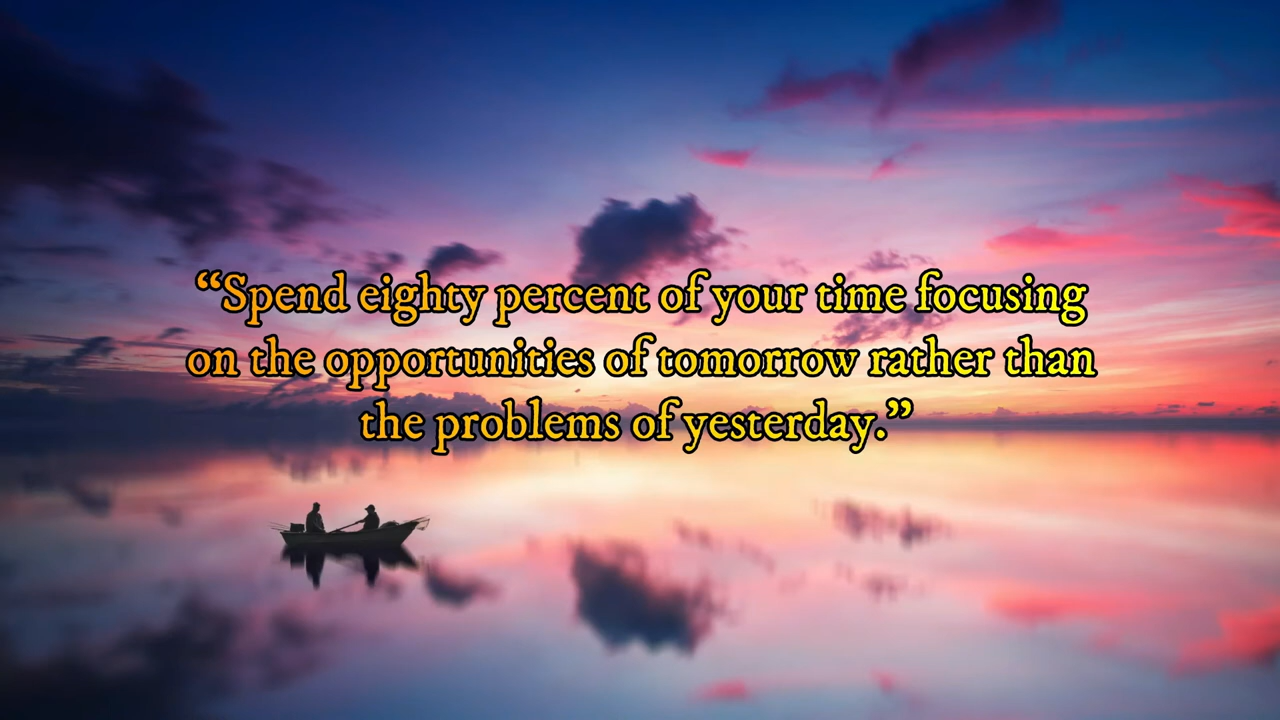 “Spend eighty percent of your time focusing
on the opportunities of tomorrow rather than
the problems of yesterday.”